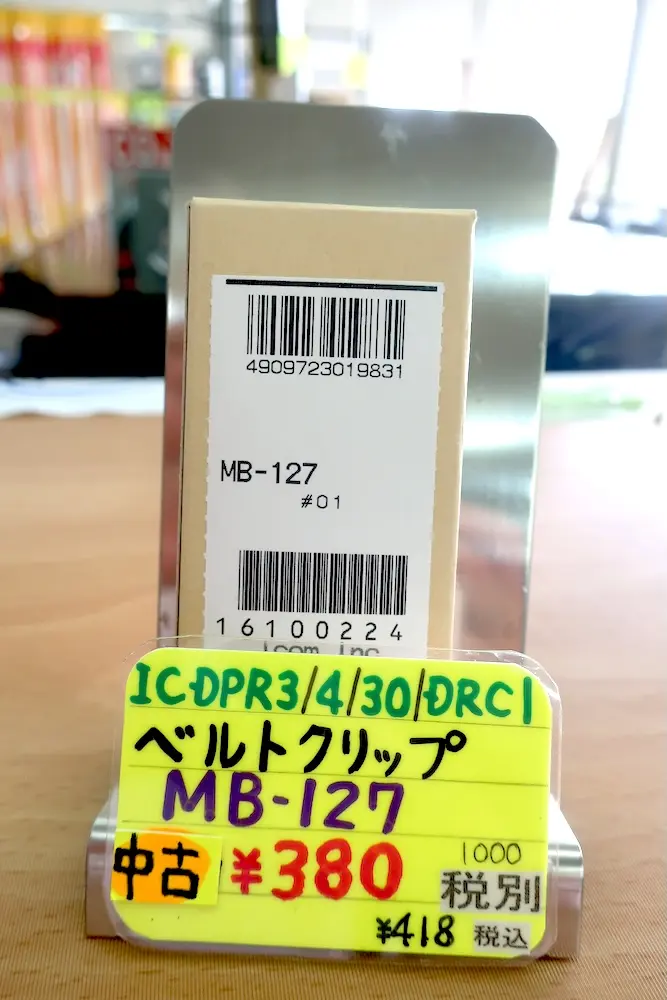 4909723019831
MB-127
#01
16100224
Icom Inc.
IC-DPR3/4/30/DRC1
ベルトクリップ
MB-127
中古 ¥380
1000
税別
¥418 税込